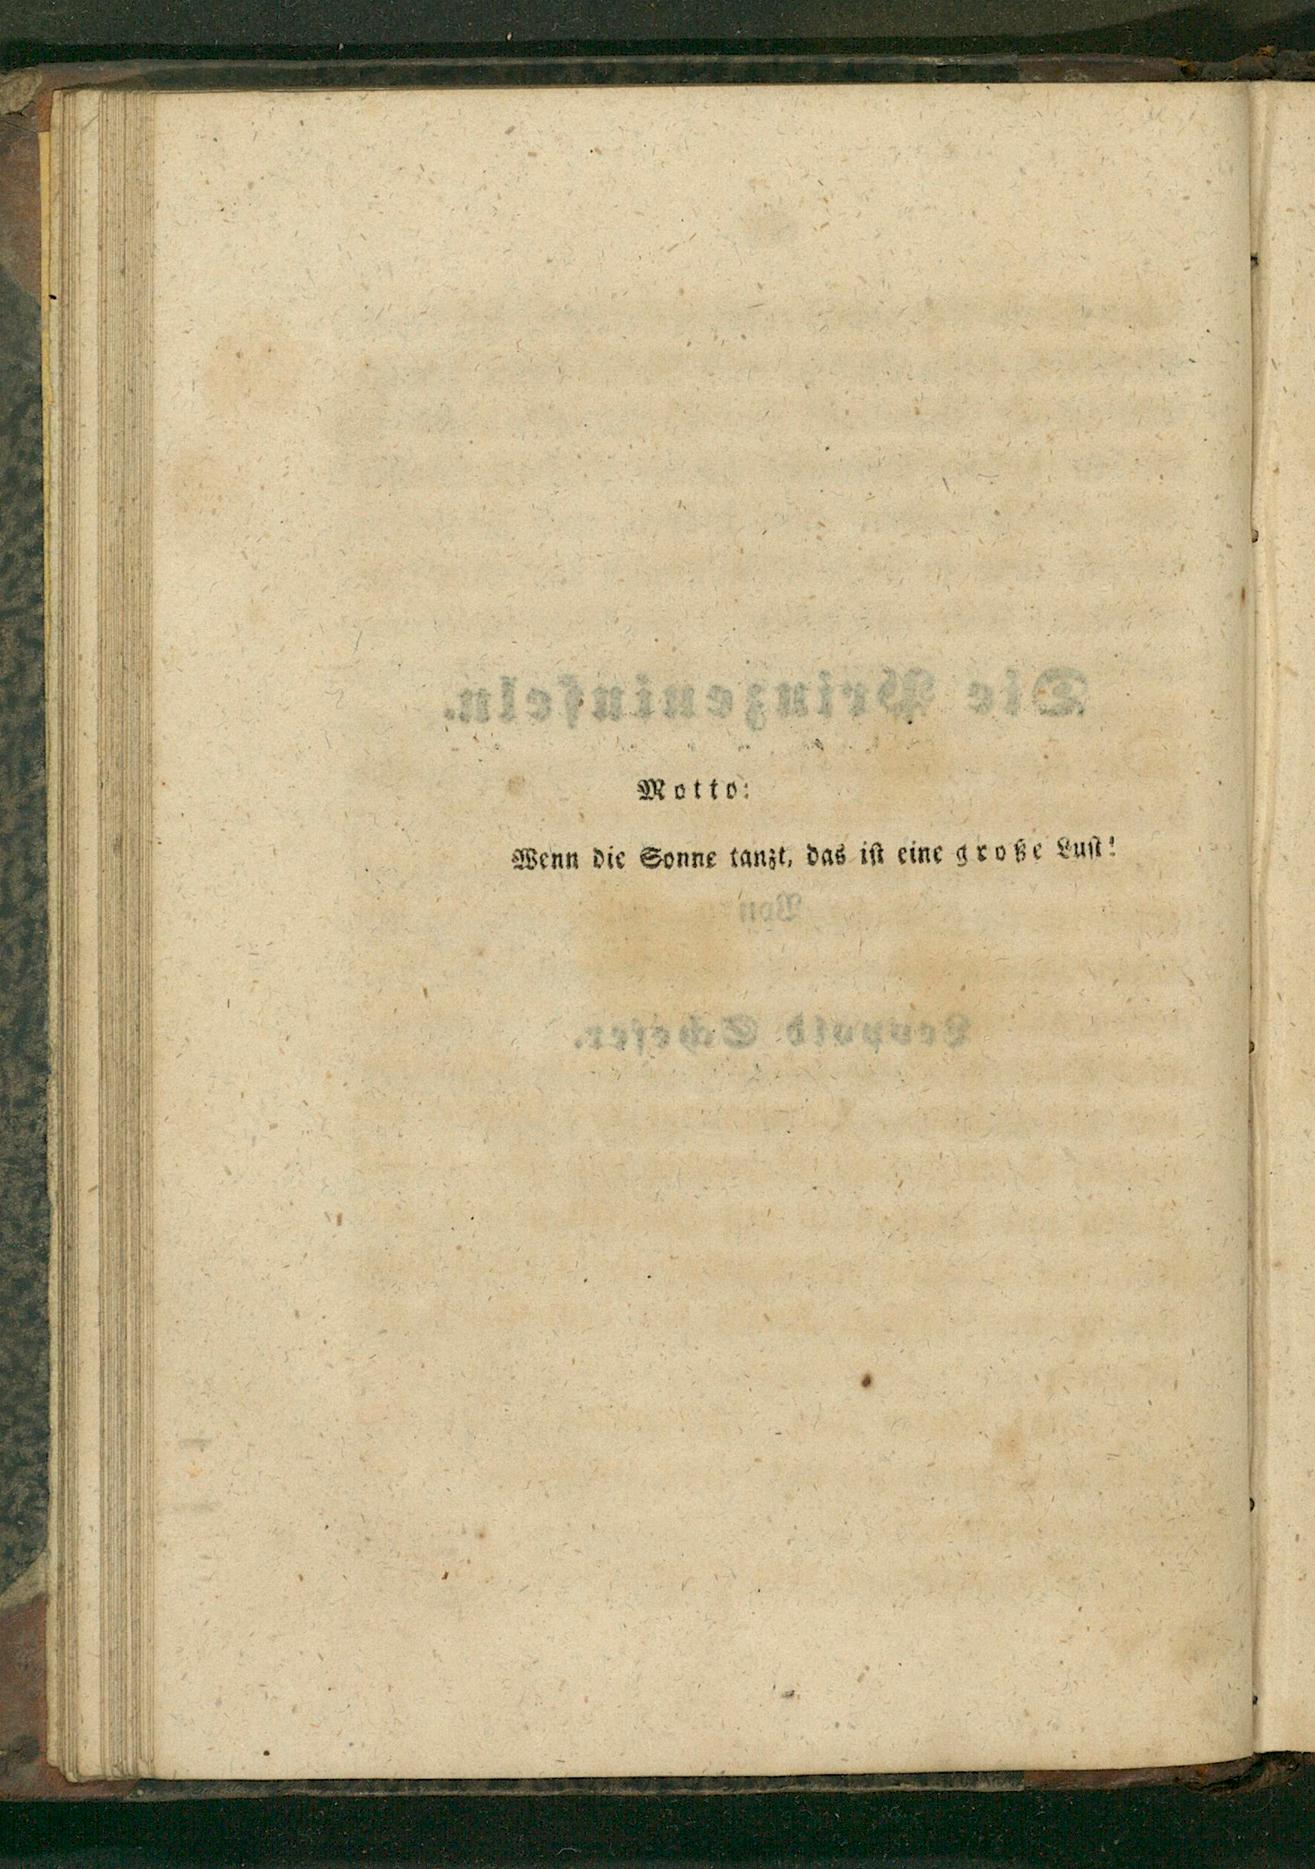 Motto:
Wenn die Sonne tanzt, das iſt eine große Luſt!